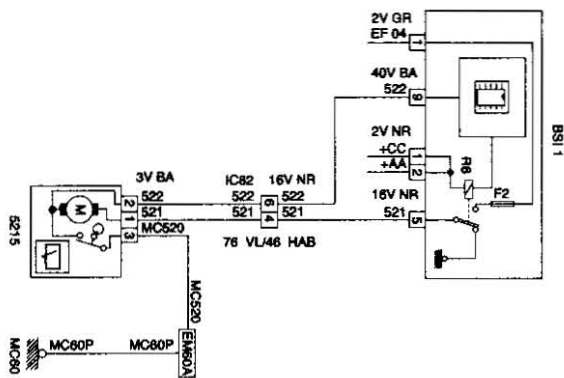 2V GR
EF 04
1
40V BA
522
9
BSI 1
2V NR
+CC
1
+AA
2
R6
F2
3V BA
IC62
16V NR
16V NR
522
522
6
522
2
521
521
4
521
521
5
1
MC520
3
76 VL/46 HAB
M
5215
MC520
EM60A
MC60P
MC60P
MC60